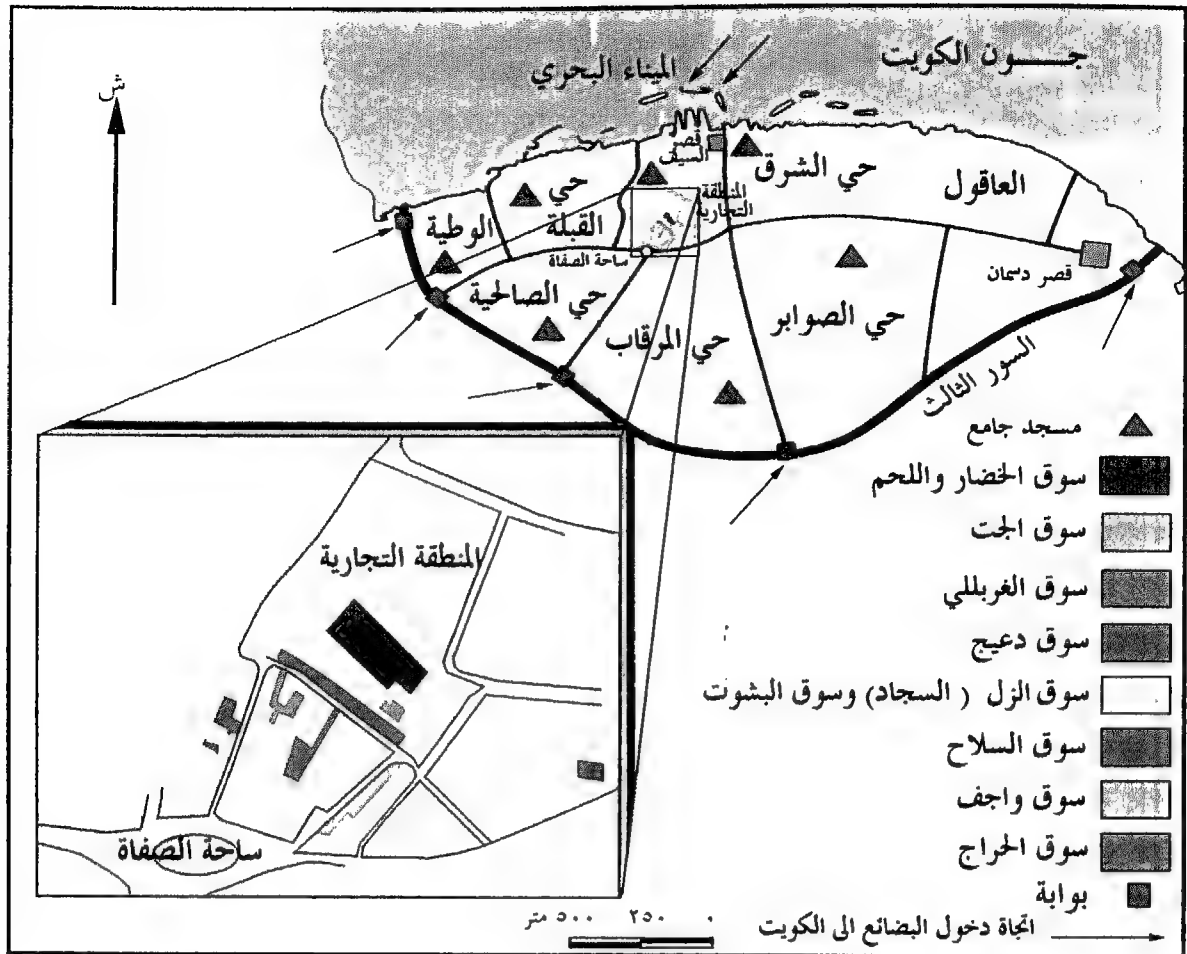 جـــون الكويت
الميناء البحري
ش
قصر
السيف
حي الشرق
العاقول
المنطقة
التجارية
حي
القبلة
الوطية
ساحة الصفاة
قصر دسمان
حي الصالحية
حي المرقاب
حي الصوابر
السور الثالث
مسجد جامع
سوق الخضار واللحم
سوق الجت
سوق الغربللي
سوق دعيج
سوق الزل ( السجاد) وسوق البشوت
سوق السلاح
سوق واجف
سوق الحراج
بوابة
اتجاة دخول البضائع الى الكويت
المنطقة التجارية
ساحة الصفاة
٠ ٢٥٠ ٥٠٠ متر